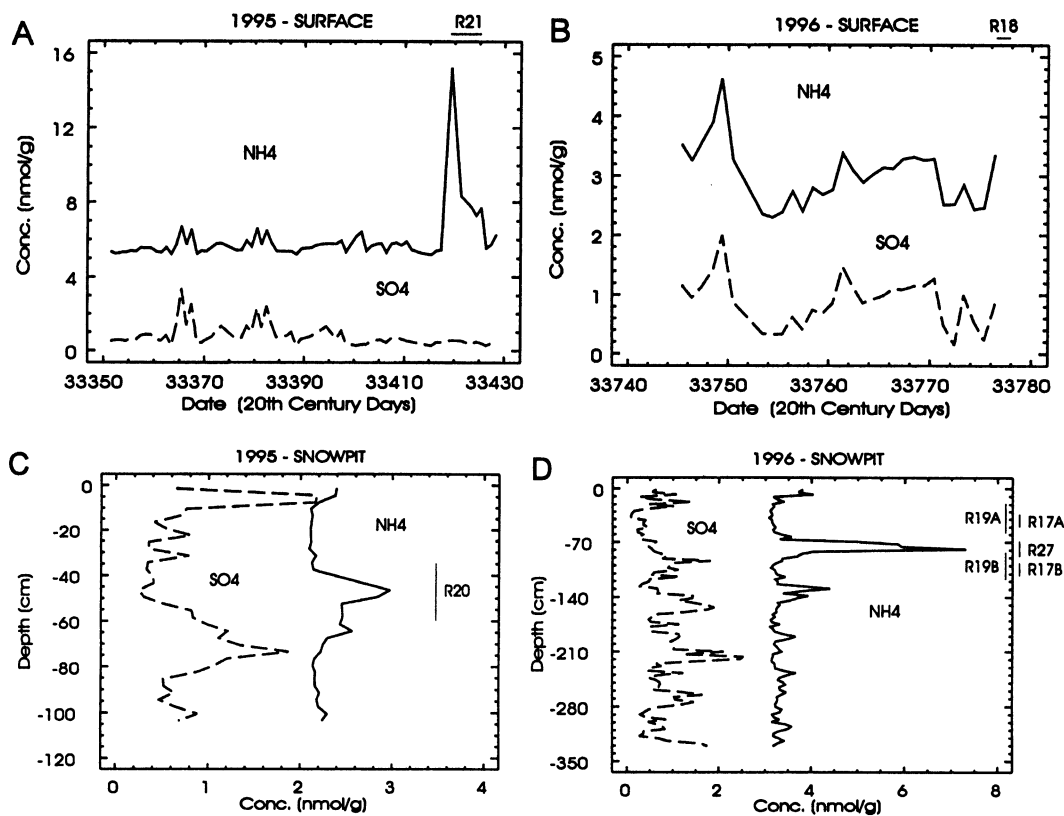 A
1995 - SURFACE
R21
16
12
8
4
0
Conc. (nmol/g)
NH4
SO4
33350
33370
33390
33410
33430
Date (20th Century Days)
B
1996 - SURFACE
R18
5
4
3
2
1
0
Conc. (nmol/g)
NH4
SO4
33740
33750
33760
33770
33780
Date (20th Century Days)
C
1995 - SNOWPIT
0
-20
-40
-60
-80
-100
-120
Depth (cm)
NH4
SO4
R20
0
1
2
3
4
Conc. (nmol/g)
D
1996 - SNOWPIT
0
-70
-140
-210
-280
-350
Depth (cm)
SO4
NH4
R19A
R17A
R27
R19B
R17B
0
2
4
6
8
Conc. (nmol/g)